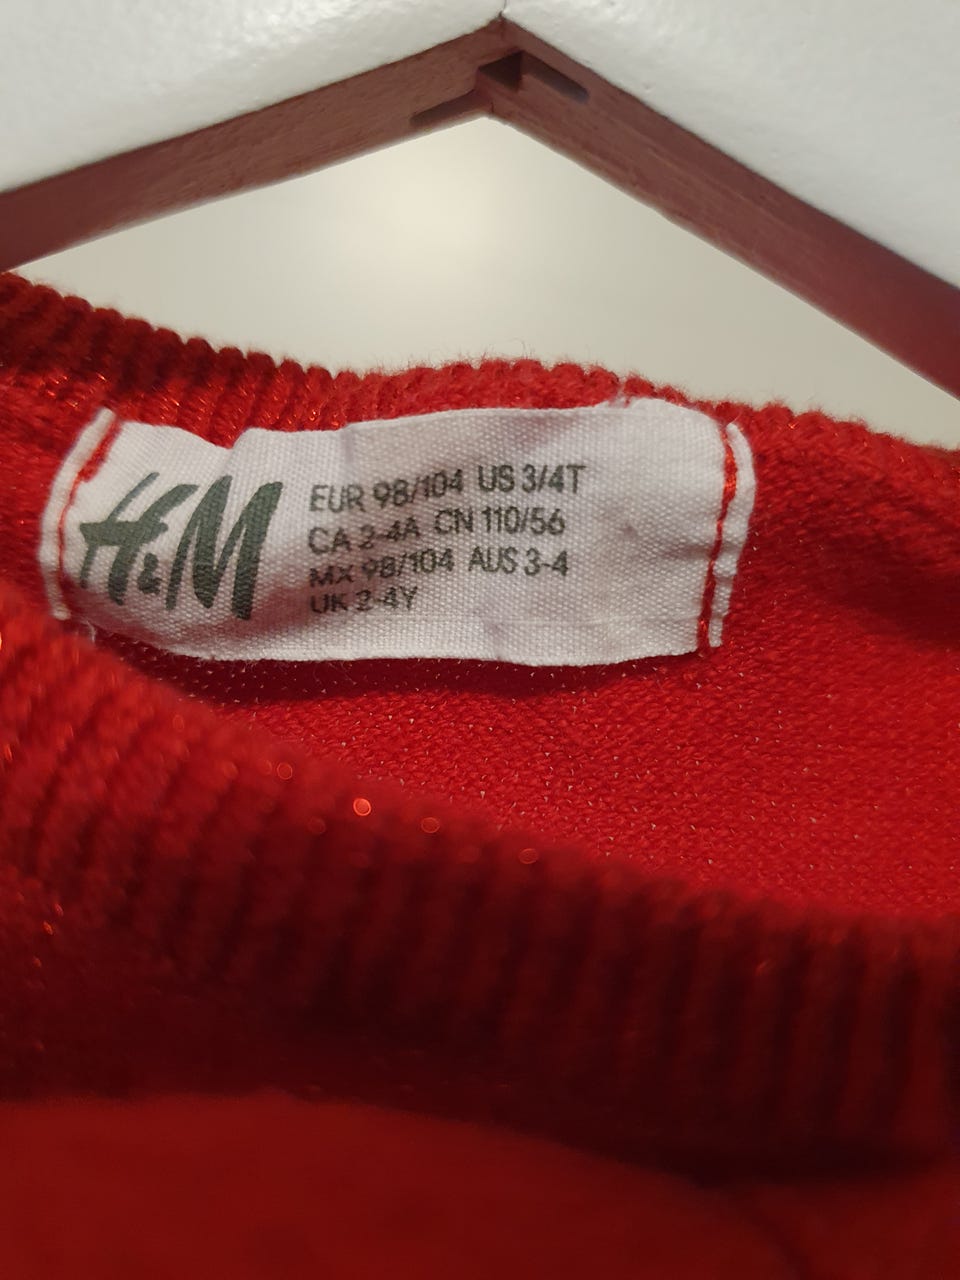 H&M
EUR 98/104 US 3/4T
CA 2-4A CN 110/56
MX 98/104 AUS 3-4
UK 2-4Y